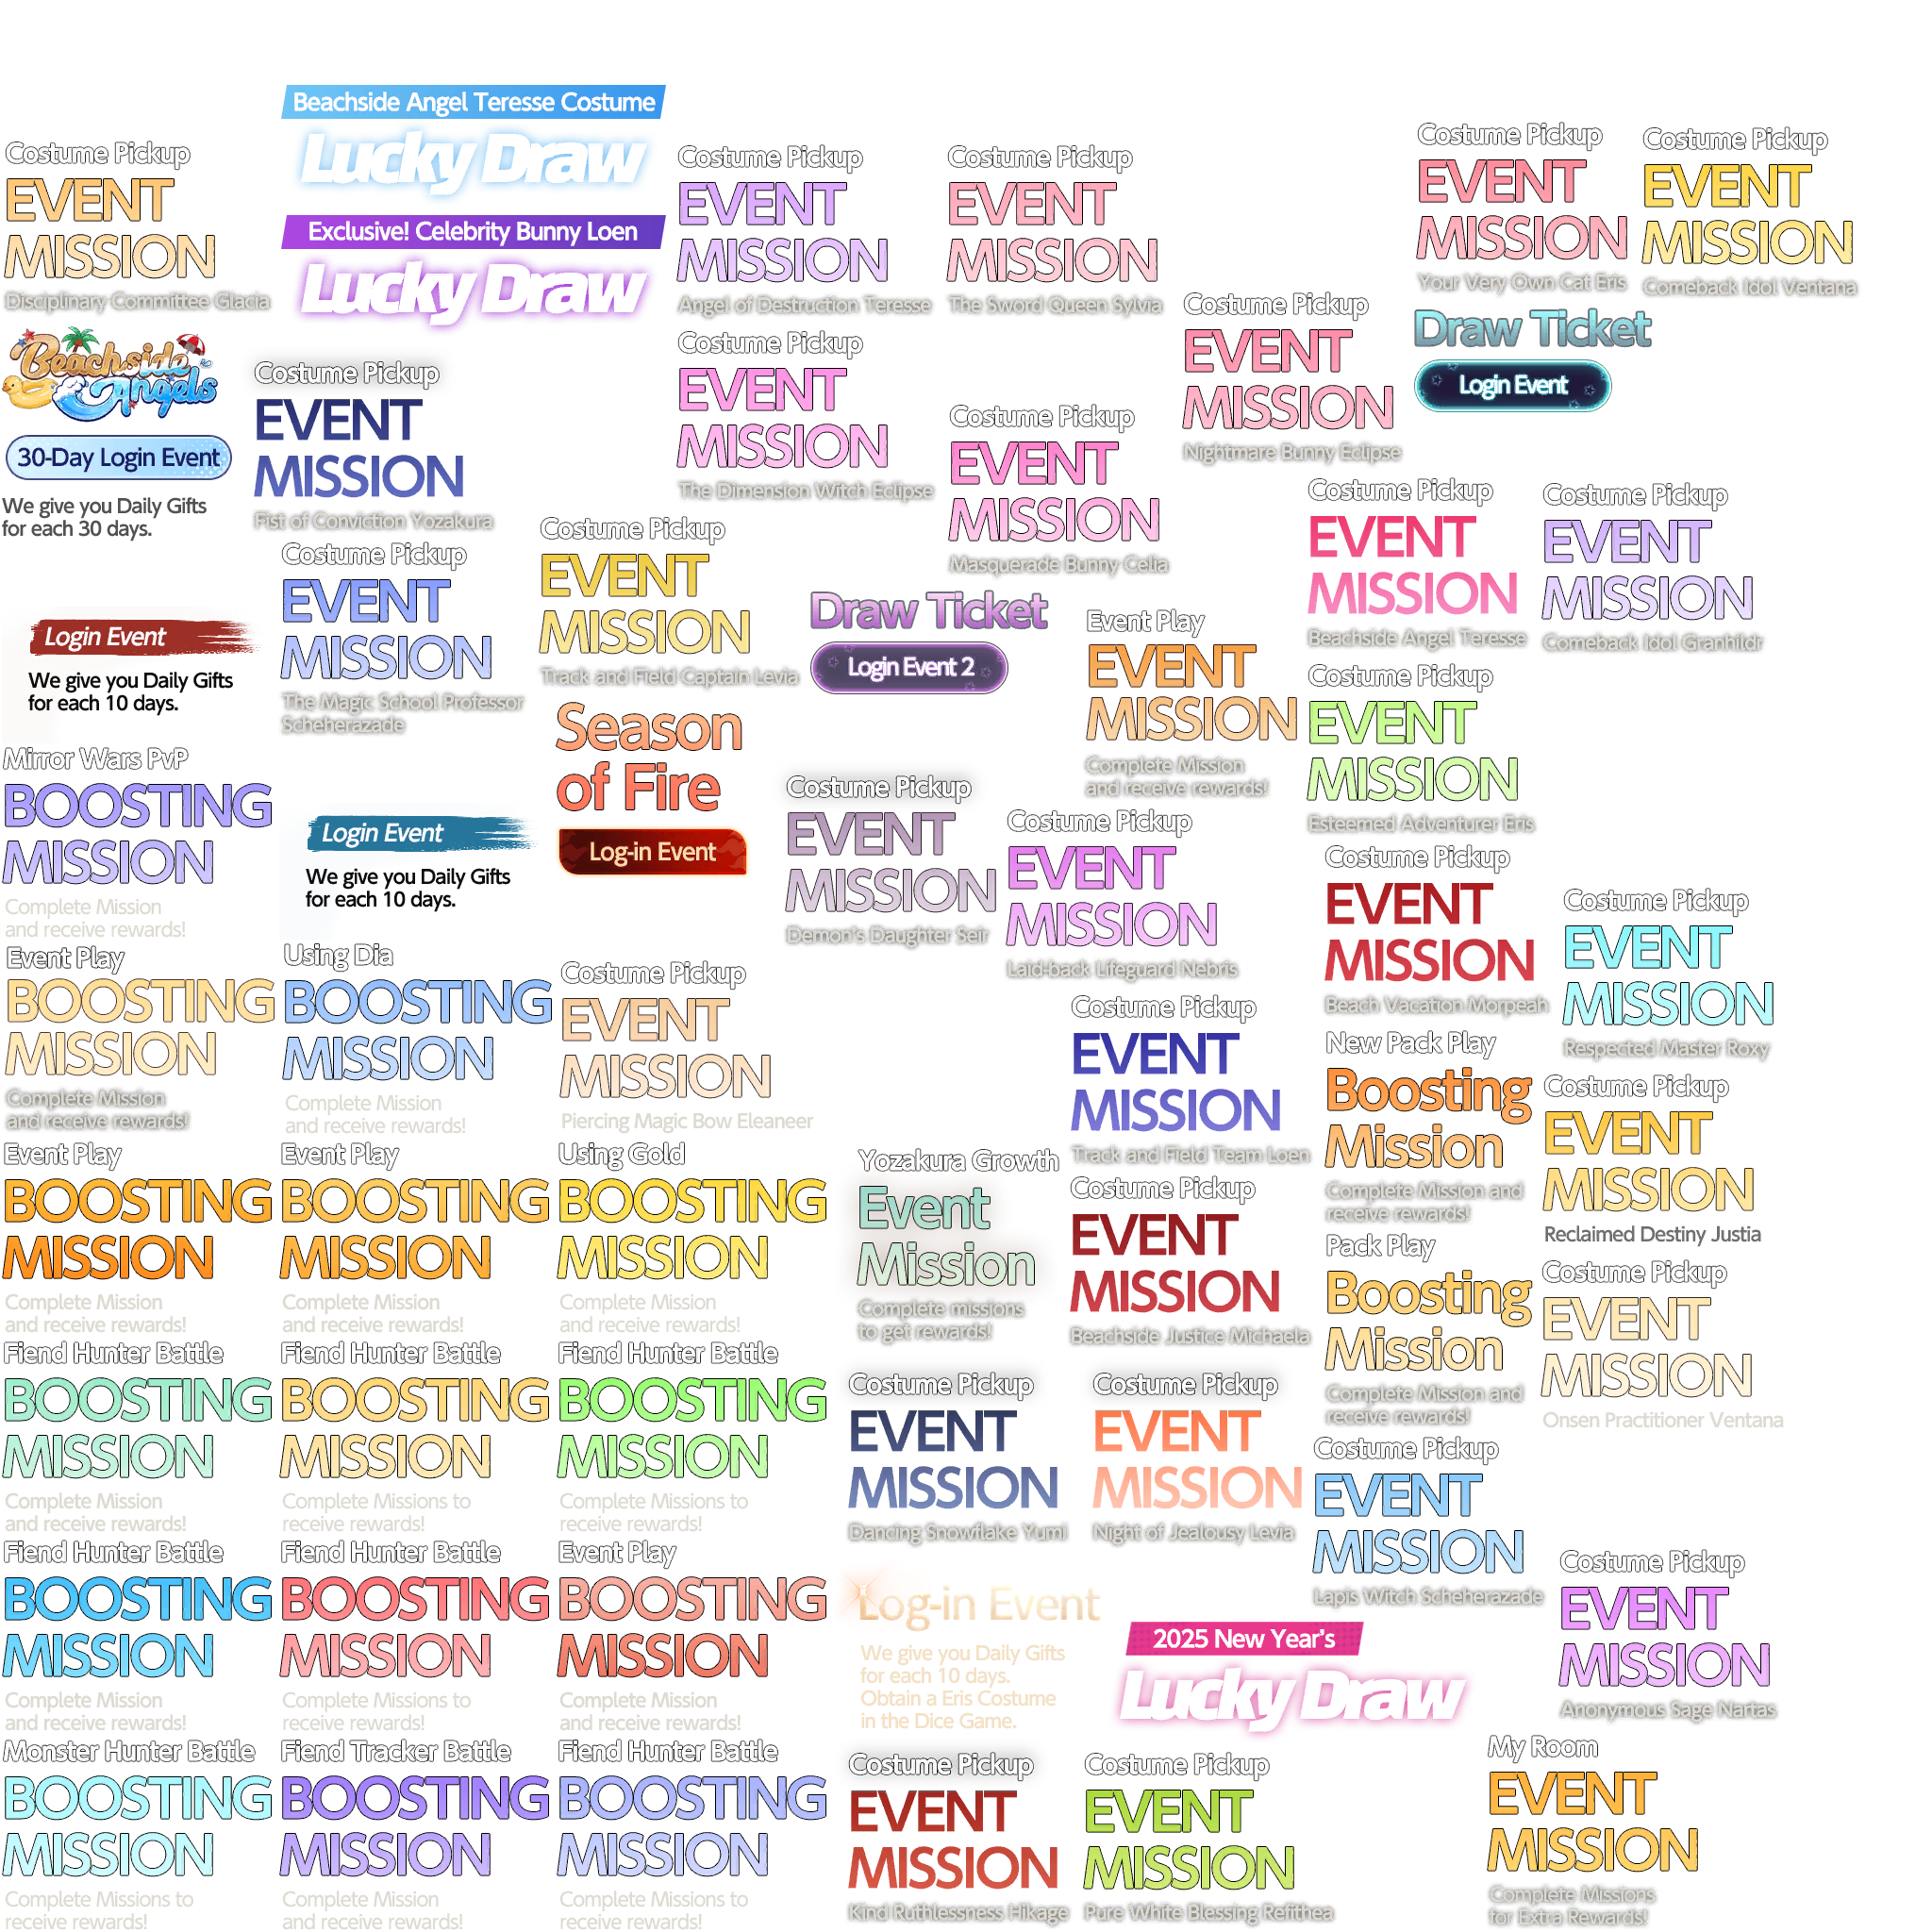 Beachside Angel Teresse Costume
Lucky Draw
Exclusive! Celebrity Bunny Loen
Lucky Draw
Costume Pickup
EVENT
MISSION
Disciplinary Committee Glacia
Costume Pickup
EVENT
MISSION
Angel of Destruction Teresse
Costume Pickup
EVENT
MISSION
The Sword Queen Sylvia
Costume Pickup
EVENT
MISSION
Your Very Own Cat Eris
Costume Pickup
EVENT
MISSION
Comeback Idol Ventana
Beachside
Angels
30-Day Login Event
We give you Daily Gifts
for each 30 days.
Costume Pickup
EVENT
MISSION
Fist of Conviction Yozakura
Costume Pickup
EVENT
MISSION
The Dimension Witch Eclipse
Costume Pickup
EVENT
MISSION
Nightmare Bunny Eclipse
Draw Ticket
Login Event
Costume Pickup
EVENT
MISSION
Masquerade Bunny Celia
Costume Pickup
EVENT
MISSION
Beachside Angel Teresse
Costume Pickup
EVENT
MISSION
Comeback Idol Granhildr
Login Event
We give you Daily Gifts
for each 10 days.
Costume Pickup
EVENT
MISSION
The Magic School Professor
Scheherazade
Costume Pickup
EVENT
MISSION
Track and Field Captain Levia
Draw Ticket
Login Event 2
Event Play
EVENT
MISSION
Complete Mission
and receive rewards!
Costume Pickup
EVENT
MISSION
Esteemed Adventurer Eris
Mirror Wars PvP
BOOSTING
MISSION
Complete Mission
and receive rewards!
Login Event
We give you Daily Gifts
for each 10 days.
Season
of Fire
Log-in Event
Costume Pickup
EVENT
MISSION
Demon's Daughter Seir
Costume Pickup
EVENT
MISSION
Laid-back Lifeguard Nebris
Costume Pickup
EVENT
MISSION
Beach Vacation Morpeah
Costume Pickup
EVENT
MISSION
Respected Master Roxy
Event Play
BOOSTING
MISSION
Complete Mission
and receive rewards!
Using Dia
BOOSTING
MISSION
Complete Mission
and receive rewards!
Costume Pickup
EVENT
MISSION
Piercing Magic Bow Eleaneer
Costume Pickup
EVENT
MISSION
Track and Field Team Loen
New Pack Play
Boosting
Mission
Complete Mission and
receive rewards!
Costume Pickup
EVENT
MISSION
Reclaimed Destiny Justia
Event Play
BOOSTING
MISSION
Complete Mission
and receive rewards!
Event Play
BOOSTING
MISSION
Complete Mission
and receive rewards!
Using Gold
BOOSTING
MISSION
Complete Mission
and receive rewards!
Yozakura Growth
Event
Mission
Complete missions
to get rewards!
Costume Pickup
EVENT
MISSION
Beachside Justice Michaela
Pack Play
Boosting
Mission
Complete Mission and
receive rewards!
Costume Pickup
EVENT
MISSION
Onsen Practitioner Ventana
Fiend Hunter Battle
BOOSTING
MISSION
Complete Mission
and receive rewards!
Fiend Hunter Battle
BOOSTING
MISSION
Complete Missions to
receive rewards!
Fiend Hunter Battle
BOOSTING
MISSION
Complete Missions to
receive rewards!
Costume Pickup
EVENT
MISSION
Dancing Snowflake Yumi
Costume Pickup
EVENT
MISSION
Night of Jealousy Levia
Costume Pickup
EVENT
MISSION
Lapis Witch Scheherazade
Fiend Hunter Battle
BOOSTING
MISSION
Complete Mission
and receive rewards!
Fiend Hunter Battle
BOOSTING
MISSION
Complete Missions to
receive rewards!
Event Play
BOOSTING
MISSION
Complete Mission
and receive rewards!
Log-in Event
We give you Daily Gifts
for each 10 days.
Obtain a Eris Costume
in the Dice Game.
2025 New Year's
Lucky Draw
Costume Pickup
EVENT
MISSION
Anonymous Sage Nartas
Monster Hunter Battle
BOOSTING
MISSION
Complete Missions to
receive rewards!
Fiend Tracker Battle
BOOSTING
MISSION
Complete Mission
and receive rewards!
Fiend Hunter Battle
BOOSTING
MISSION
Complete Missions to
receive rewards!
Costume Pickup
EVENT
MISSION
Kind Ruthlessness Hikage
Costume Pickup
EVENT
MISSION
Pure White Blessing Refithea
My Room
EVENT
MISSION
Complete Missions
for Extra Rewards!